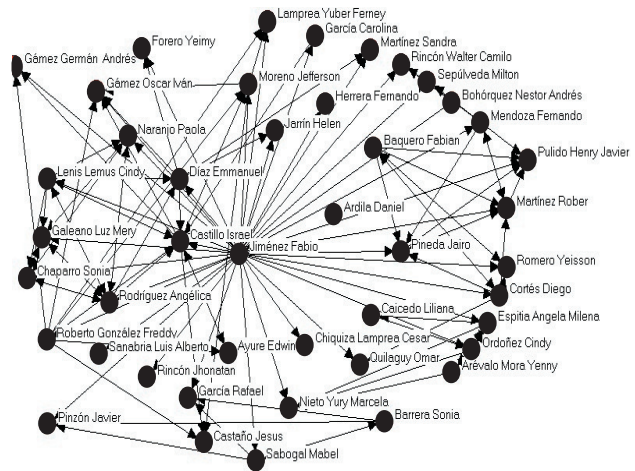 Lamprea Yuber Ferney
García Carolina
Forero Yeimy
Martínez Sandra
Gámez Germán Andrés
Rincón Walter Camilo
Gámez Oscar Iván
Moreno Jefferson
Sepúlveda Milton
Herrera Fernando
Bohórquez Nestor Andrés
Mendoza Fernando
Naranjo Paola
Jarrín Helen
Baquero Fabian
Pulido Henry Javier
Lenis Lemus Cindy
Díaz Emmanuel
Ardila Daniel
Martínez Rober
Galeano Luz Mery
Castillo Israel
Jiménez Fabio
Pineda Jairo
Chaparro Sonia
Romero Yeisson
Rodríguez Angélica
Cortés Diego
Caicedo Liliana
Espitia Angela Milena
Roberto González Freddy
Chiquiza Lamprea Cesar
Ordoñez Cindy
Sanabria Luis Alberto
Ayure Edwin
Quilaguy Omar
Arévalo Mora Yenny
Rincón Jhonatan
García Rafael
Nieto Yury Marcela
Pinzón Javier
Barrera Sonia
Castaño Jesus
Sabogal Mabel